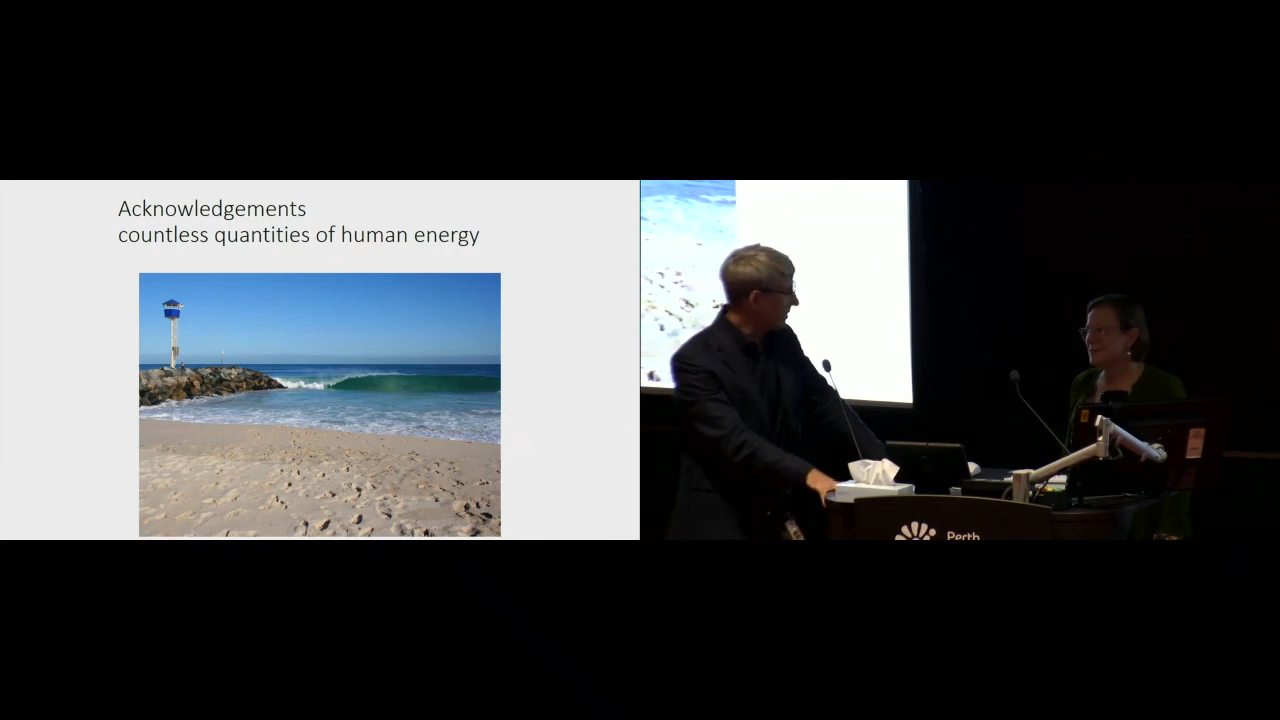 Acknowledgements
countless quantities of human energy
Perth